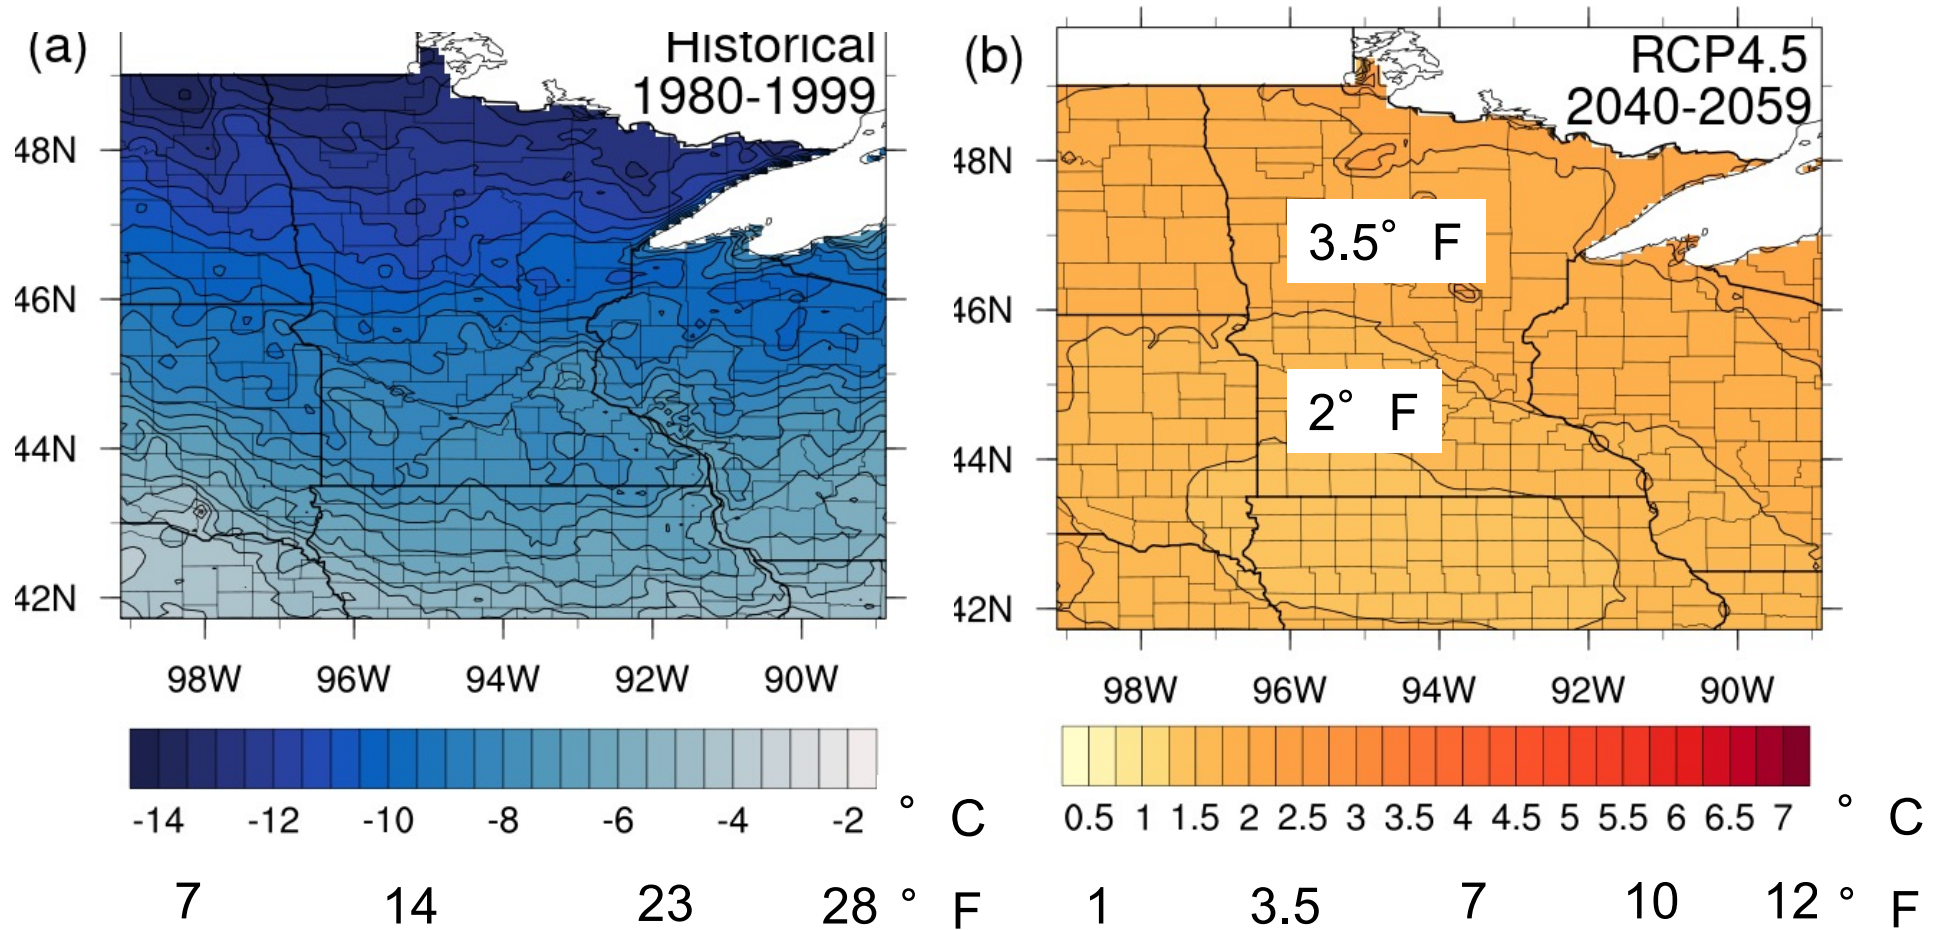 (a)
Historical
1980-1999
48N
46N
44N
42N
98W 96W 94W 92W 90W
-14 -12 -10 -8 -6 -4 -2 ° C
7 14 23 28 ° F
(b)
RCP4.5
2040-2059
48N
46N
44N
42N
3.5° F
2° F
98W 96W 94W 92W 90W
0.5 1 1.5 2 2.5 3 3.5 4 4.5 5 5.5 6 6.5 7 ° C
1 3.5 7 10 12 ° F